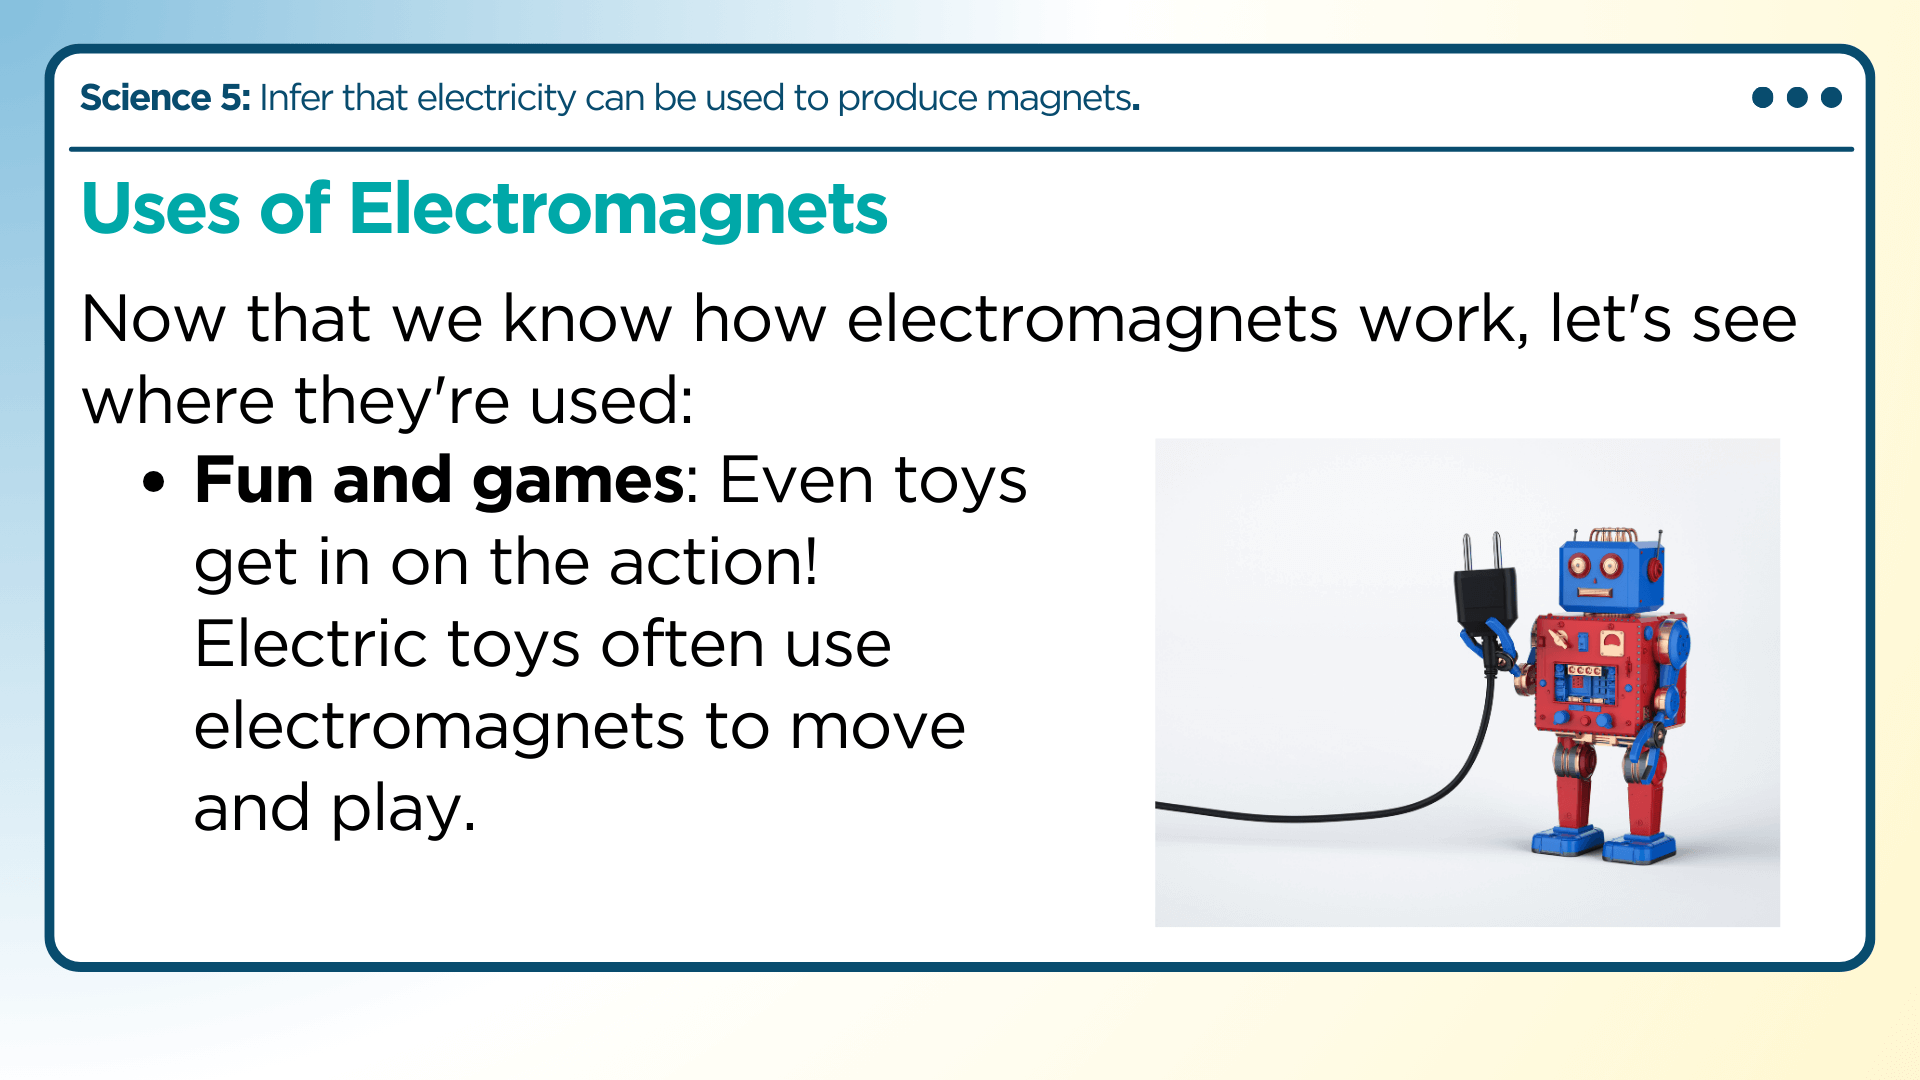 Science 5: Infer that electricity can be used to produce magnets.
Uses of Electromagnets
Now that we know how electromagnets work, let's see
where they're used:
• Fun and games: Even toys
get in on the action!
Electric toys often use
electromagnets to move
and play.